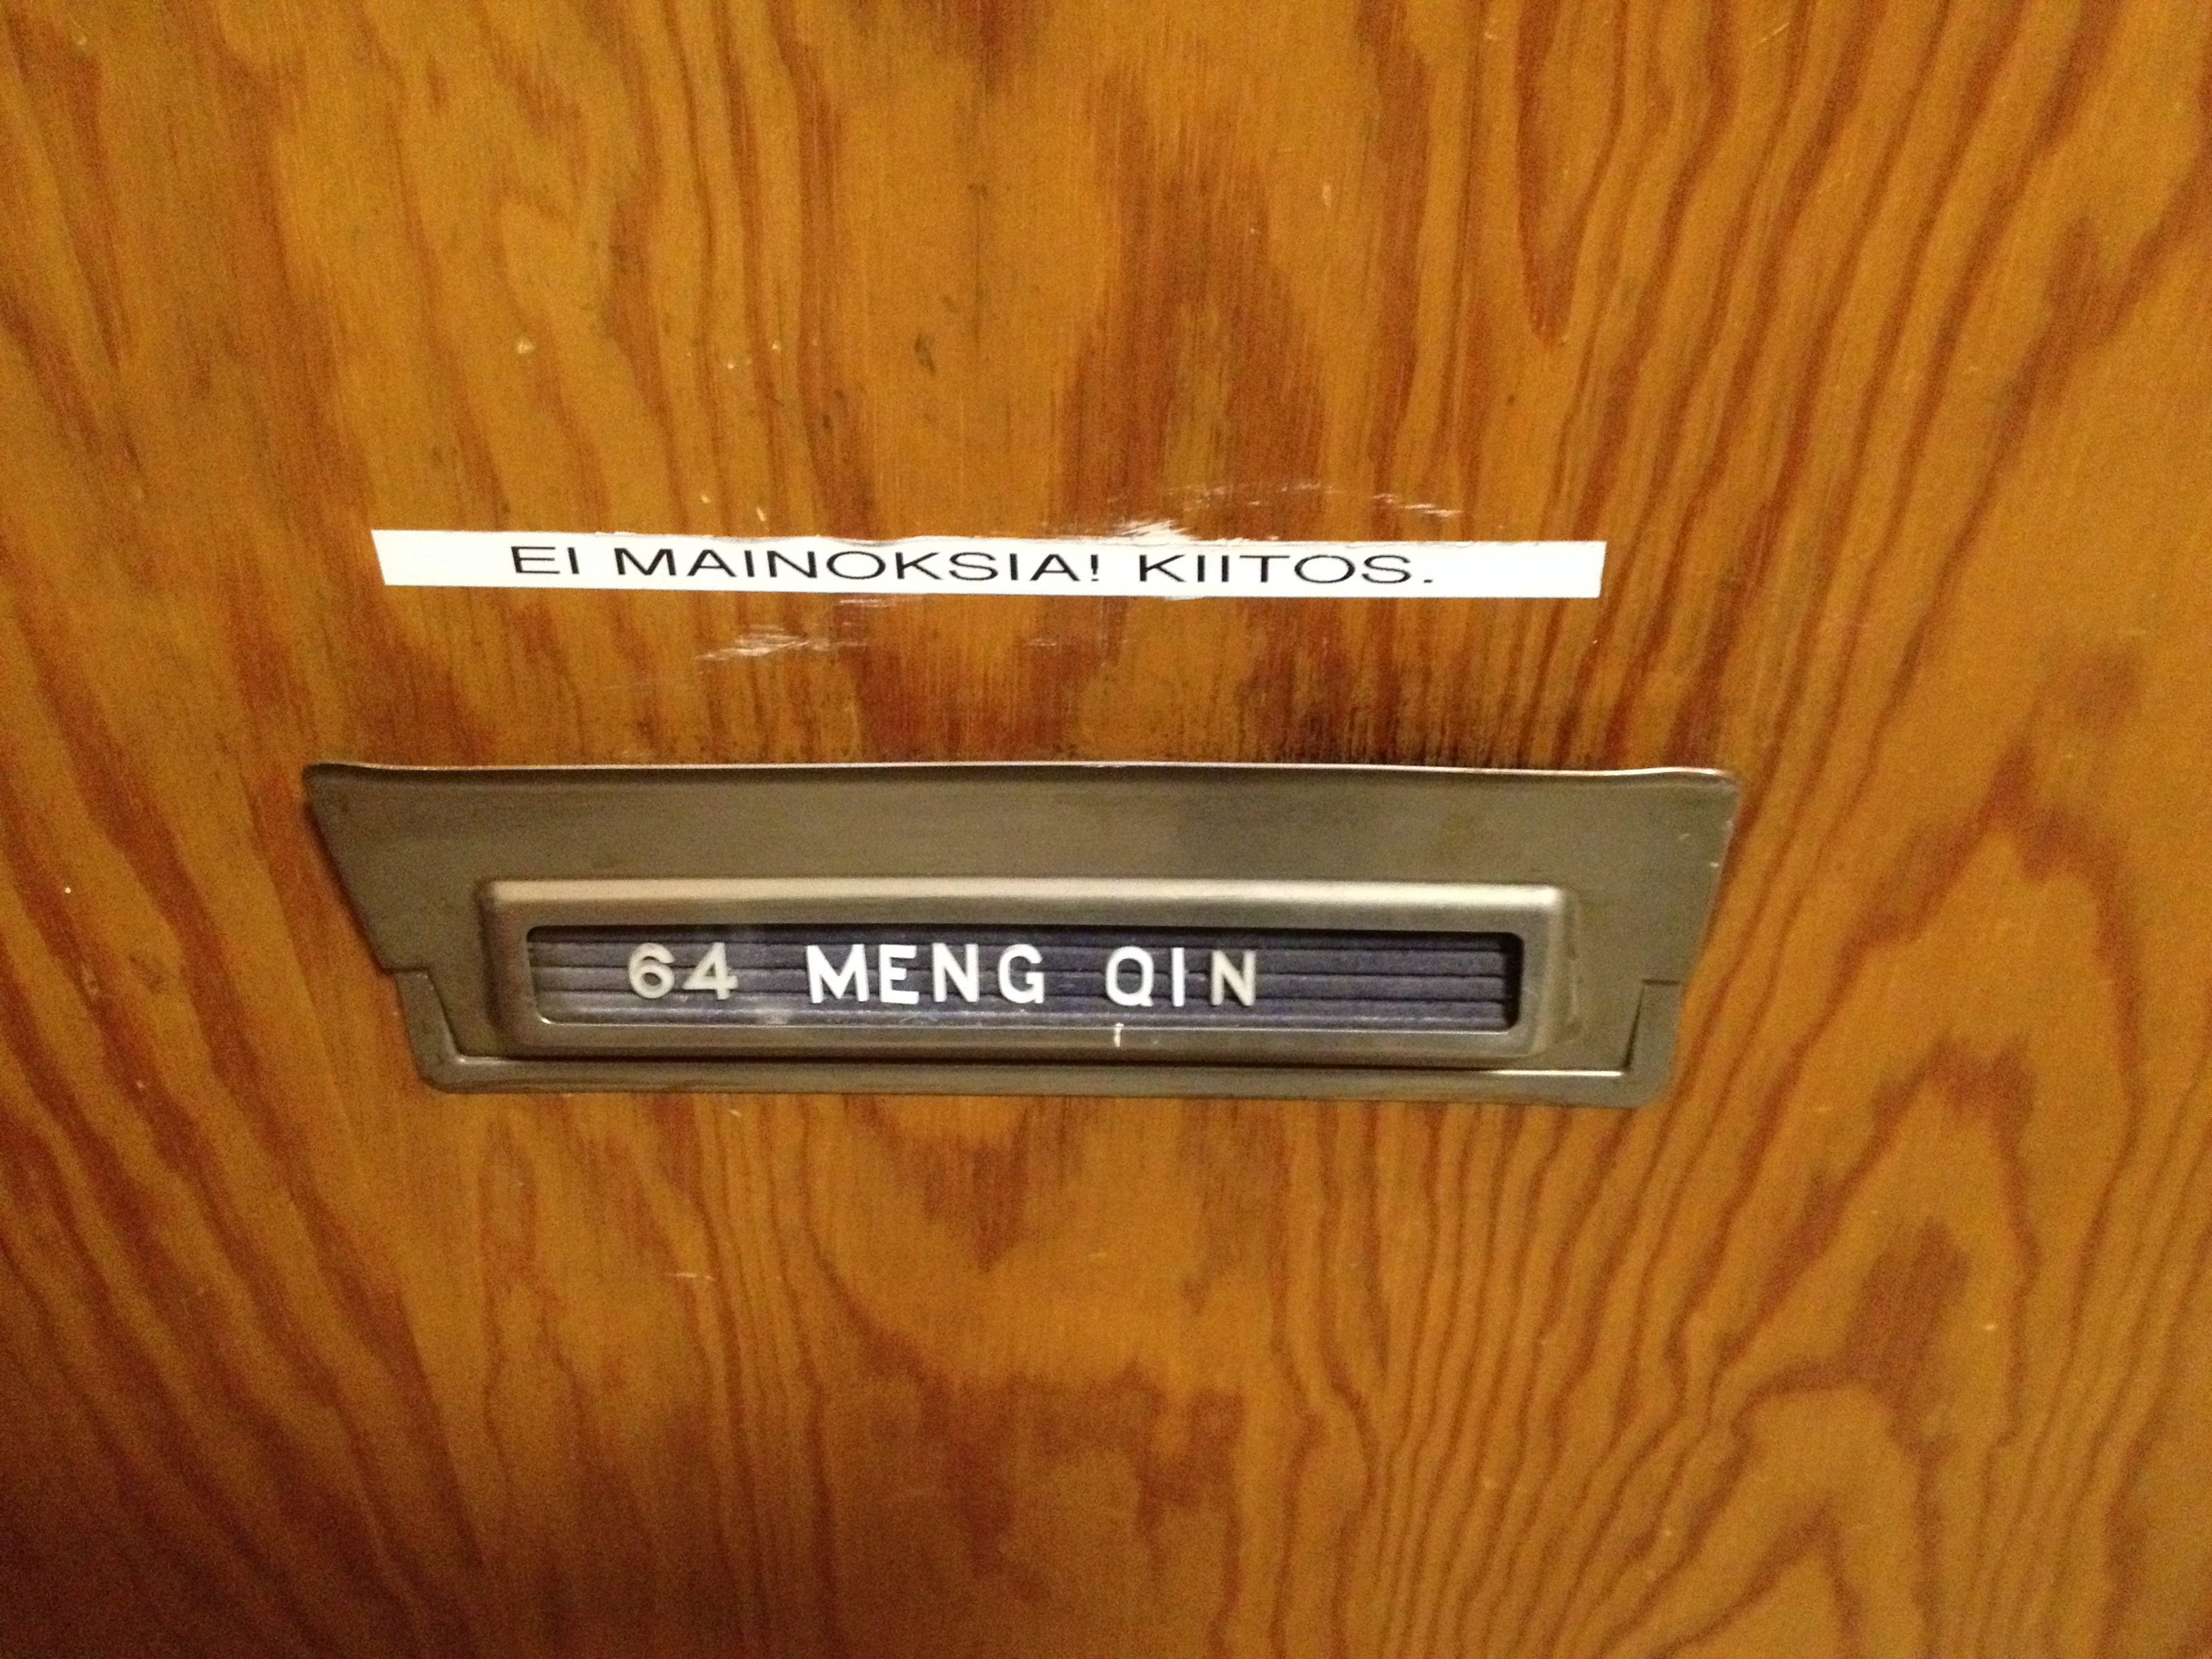 EI MAINOKSIA! KIITOS.
64 MENG QIN